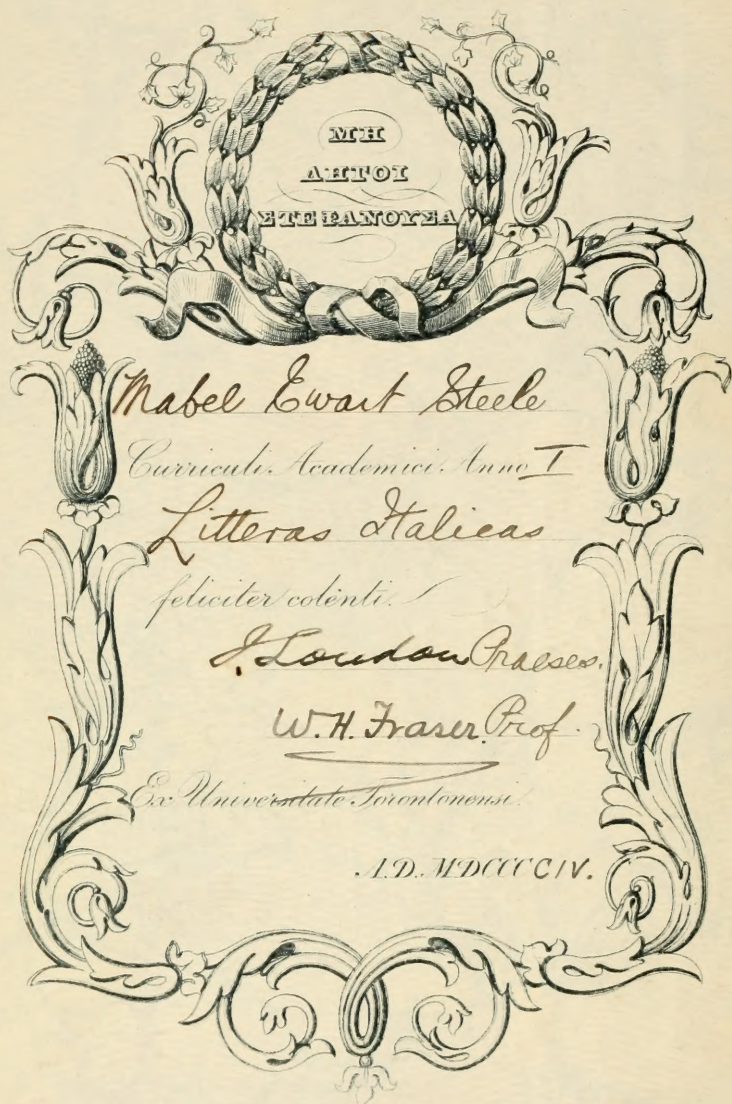 ΜΗ
ΛΗΓΟΙ
ΣΤΕΦΑΝΟΥΣΑ
Mabel Ewart Steele
Curriculi Academici Anno I
Litteras Italicas
feliciter colenti.
J. Loudon Praeses.
W. H. Fraser. Prof.
Ex Universitate Torontonensi.
A.D. MDCCCCIV.